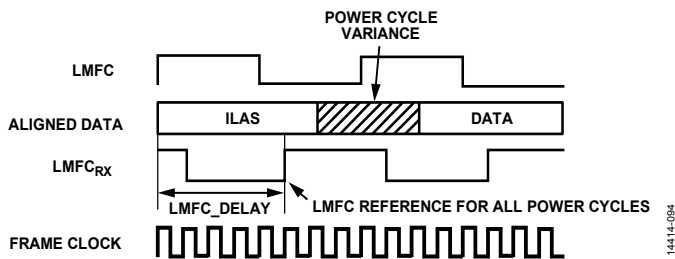 POWER CYCLE
VARIANCE
LMFC
ALIGNED DATA
ILAS
DATA
LMFCRX
LMFC_DELAY
LMFC REFERENCE FOR ALL POWER CYCLES
FRAME CLOCK
14414-094